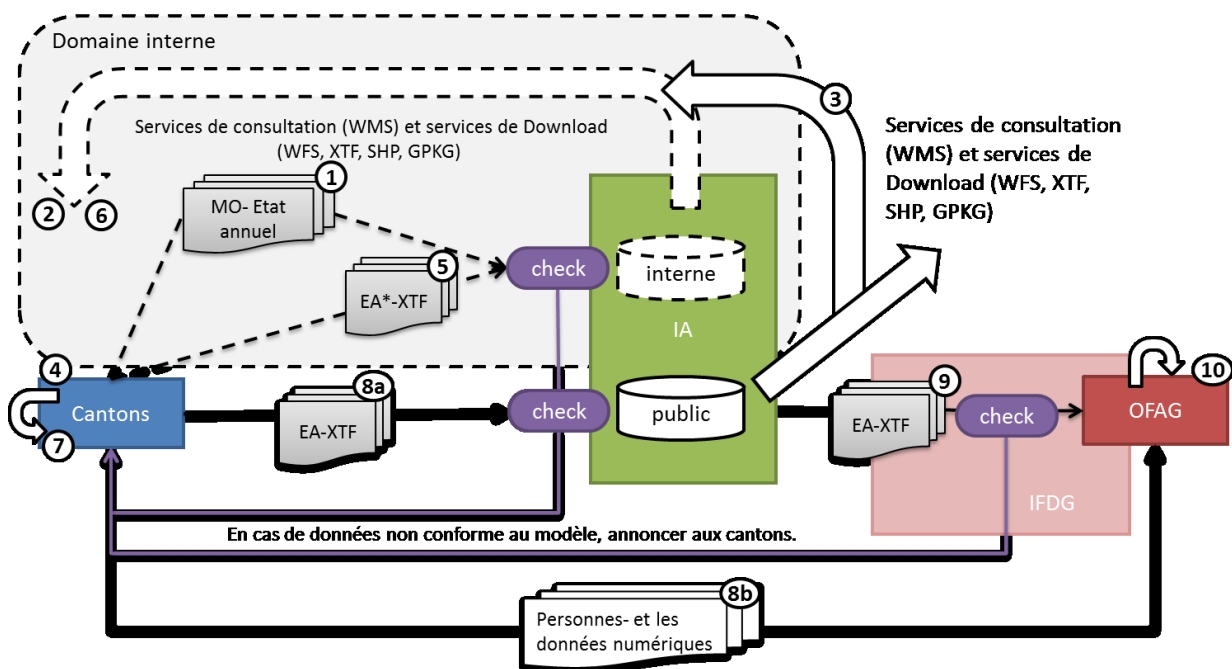 Domaine interne
3
Services de consultation (WMS) et services de Download
(WFS, XTF, SHP, GPKG)
Services de consultation
(WMS) et services de
Download (WFS, XTF,
SHP, GPKG)
1
MO- Etat
annuel
2
6
5
EA*-XTF
check
interne
IA
4
Cantons
7
8a
EA-XTF
check
public
9
EA-XTF
check
10
OFAG
IFDG
En cas de données non conforme au modèle, annoncer aux cantons.
8b
Personnes- et les
données numériques